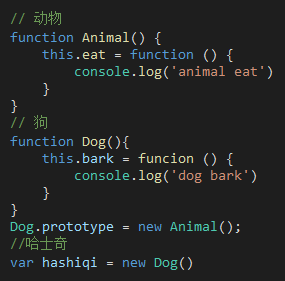 // 动物
function Animal() {
    this.eat = function () {
        console.log('animal eat')
    }
}
// 狗
function Dog(){
    this.bark = funcion () {
        console.log('dog bark')
    }
}
Dog.prototype = new Animal();
//哈士奇
var hashiqi = new Dog()